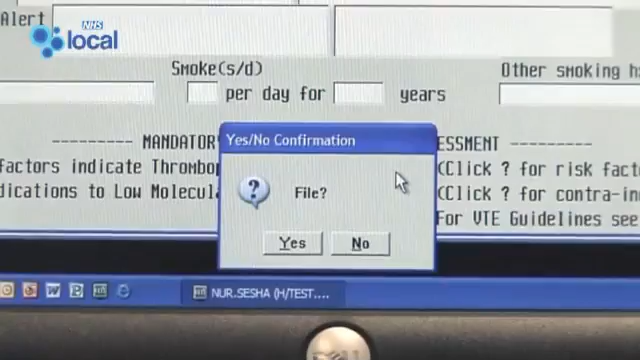 Alert
NHS
local
Smoke(s/d)
Other smoking h
per day for
years
--------- MANDATOR
Yes/No Confirmation
ESSMENT ---------
factors indicate Thrombo
(Click ? for risk facto
File?
dications to Low Molecula
(Click ? for contra-in
For VTE Guidelines see
Yes
No
NUR.SESHA (H/TEST....
DELL